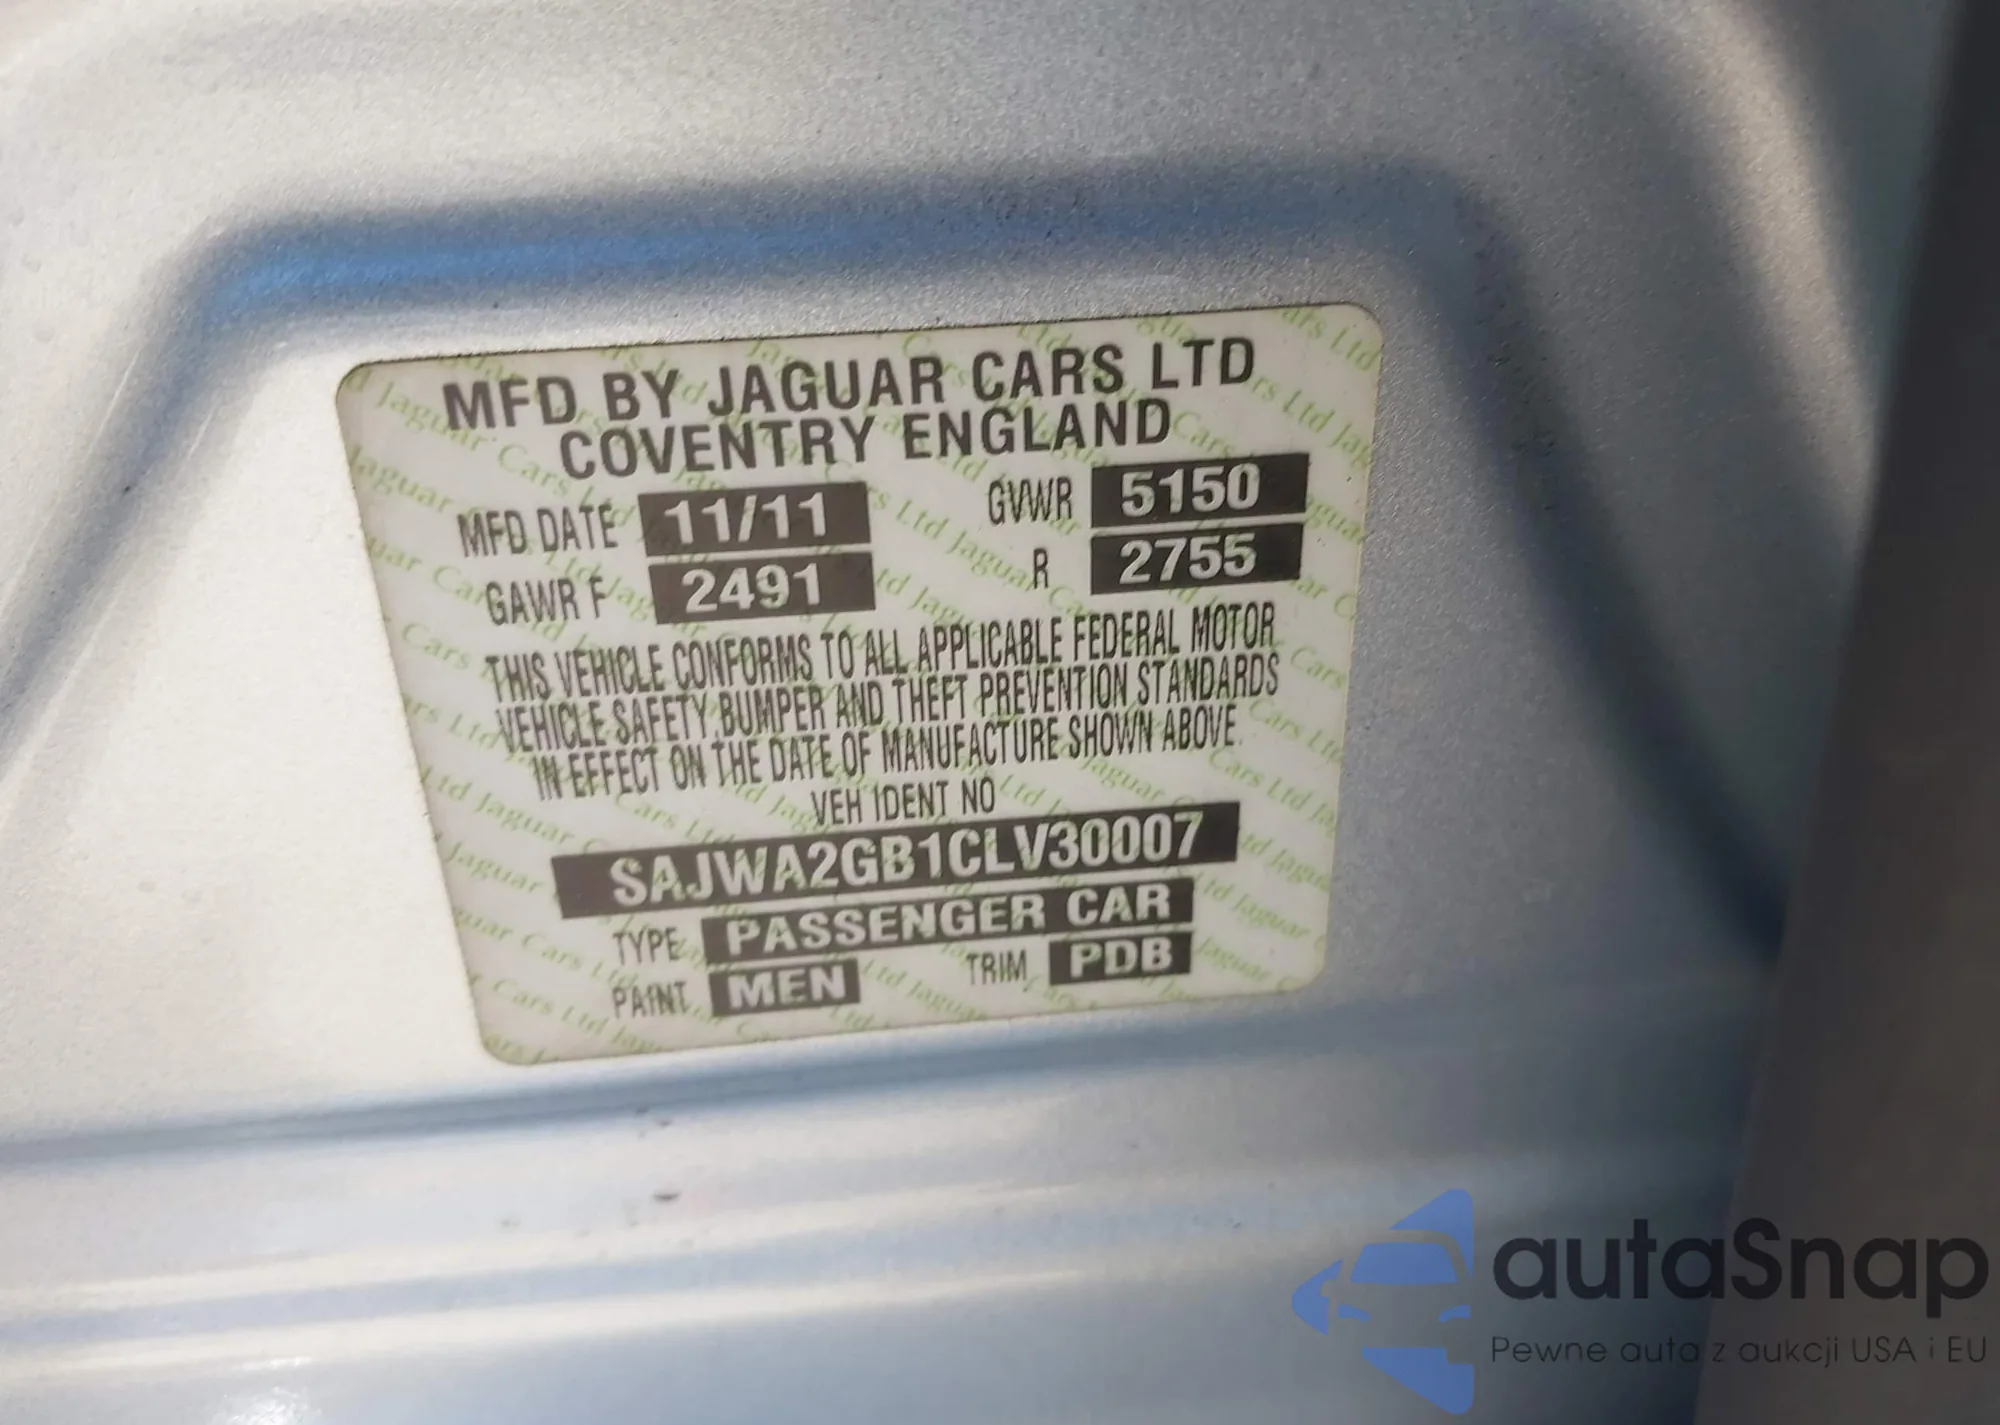 MFD BY JAGUAR CARS LTD
COVENTRY ENGLAND
MFD DATE 11/11 GVWR 5150
GAWR F 2491 R 2755
THIS VEHICLE CONFORMS TO ALL APPLICABLE FEDERAL MOTOR
VEHICLE SAFETY, BUMPER AND THEFT PREVENTION STANDARDS
IN EFFECT ON THE DATE OF MANUFACTURE SHOWN ABOVE.
VEH IDENT NO
SAJWA2GB1CLV30007
TYPE PASSENGER CAR
PAINT MEN TRIM PDB
autaSnap
Pewne auta z aukcji USA i EU